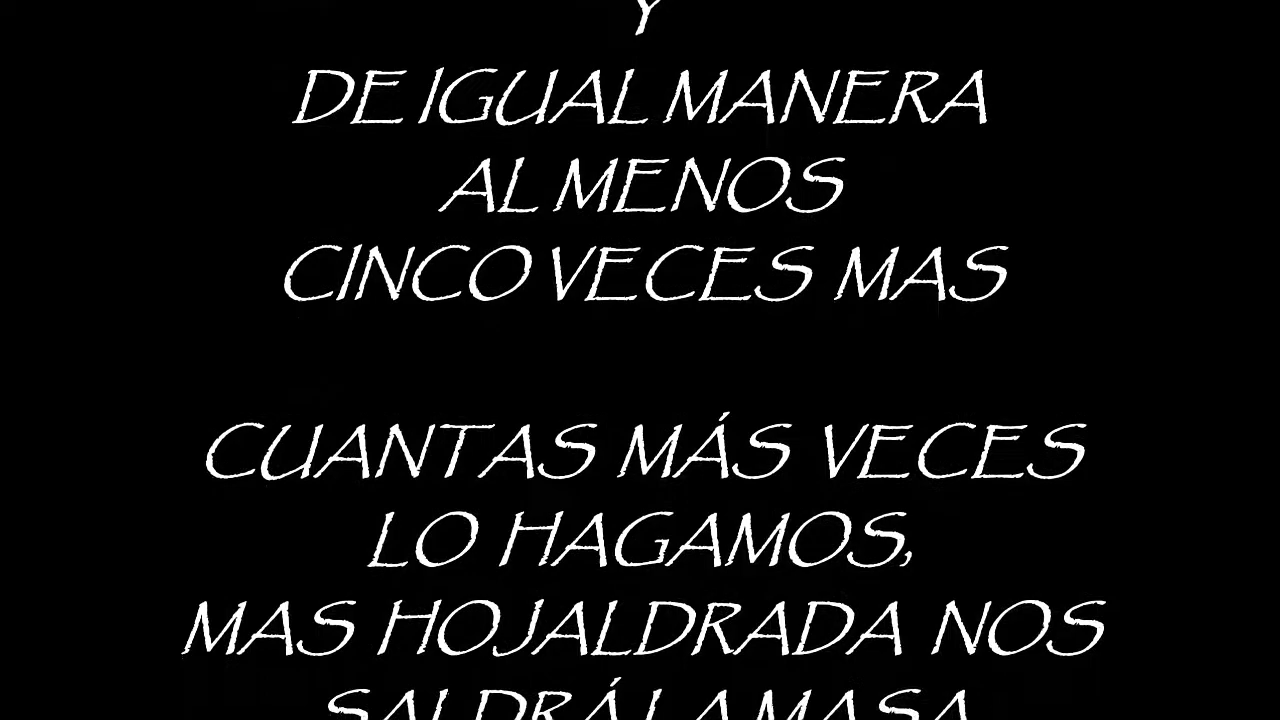 Y
DE IGUAL MANERA
AL MENOS
CINCO VECES MAS
CUANTAS MÁS VECES
LO HAGAMOS,
MAS HOJALDRADA NOS
SALDRÁ LA MASA